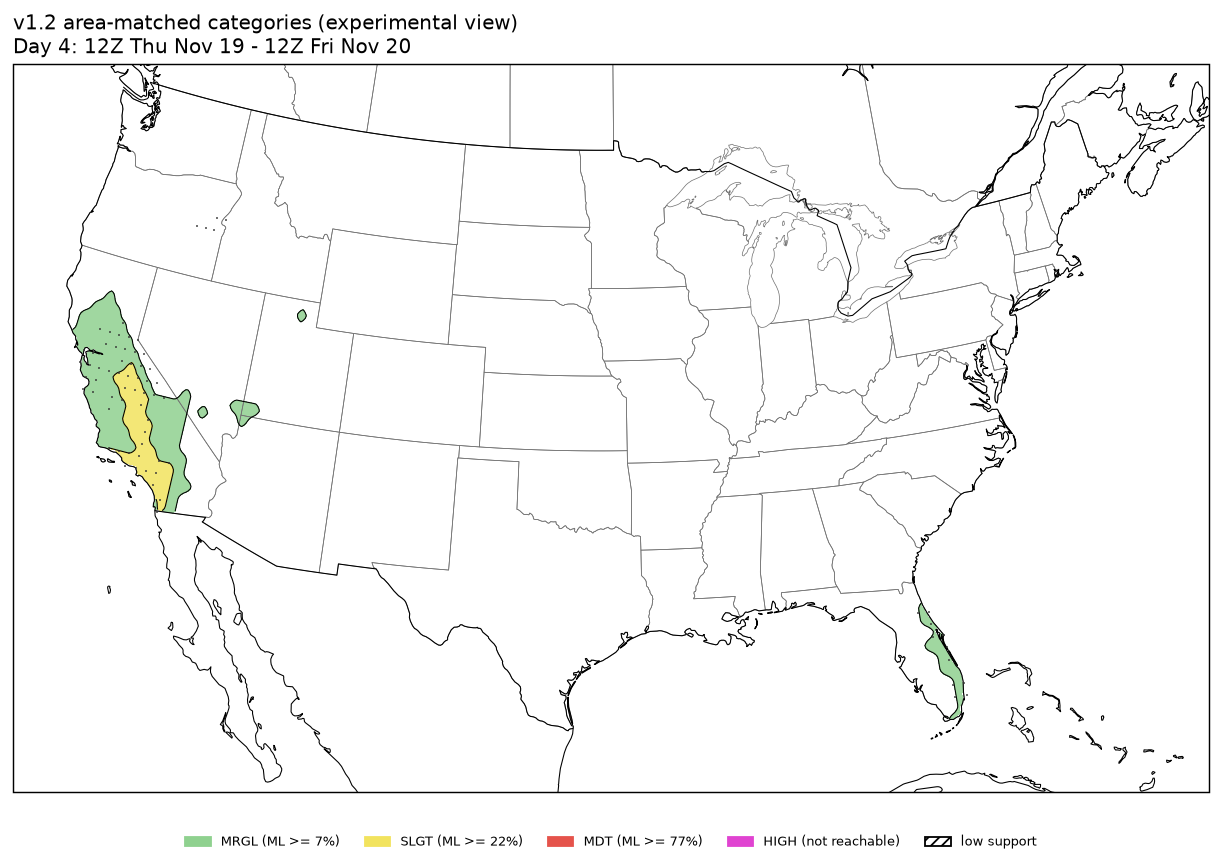 v1.2 area-matched categories (experimental view)
Day 4: 12Z Thu Nov 19 - 12Z Fri Nov 20
MRGL (ML >= 7%)
SLGT (ML >= 22%)
MDT (ML >= 77%)
HIGH (not reachable)
low support